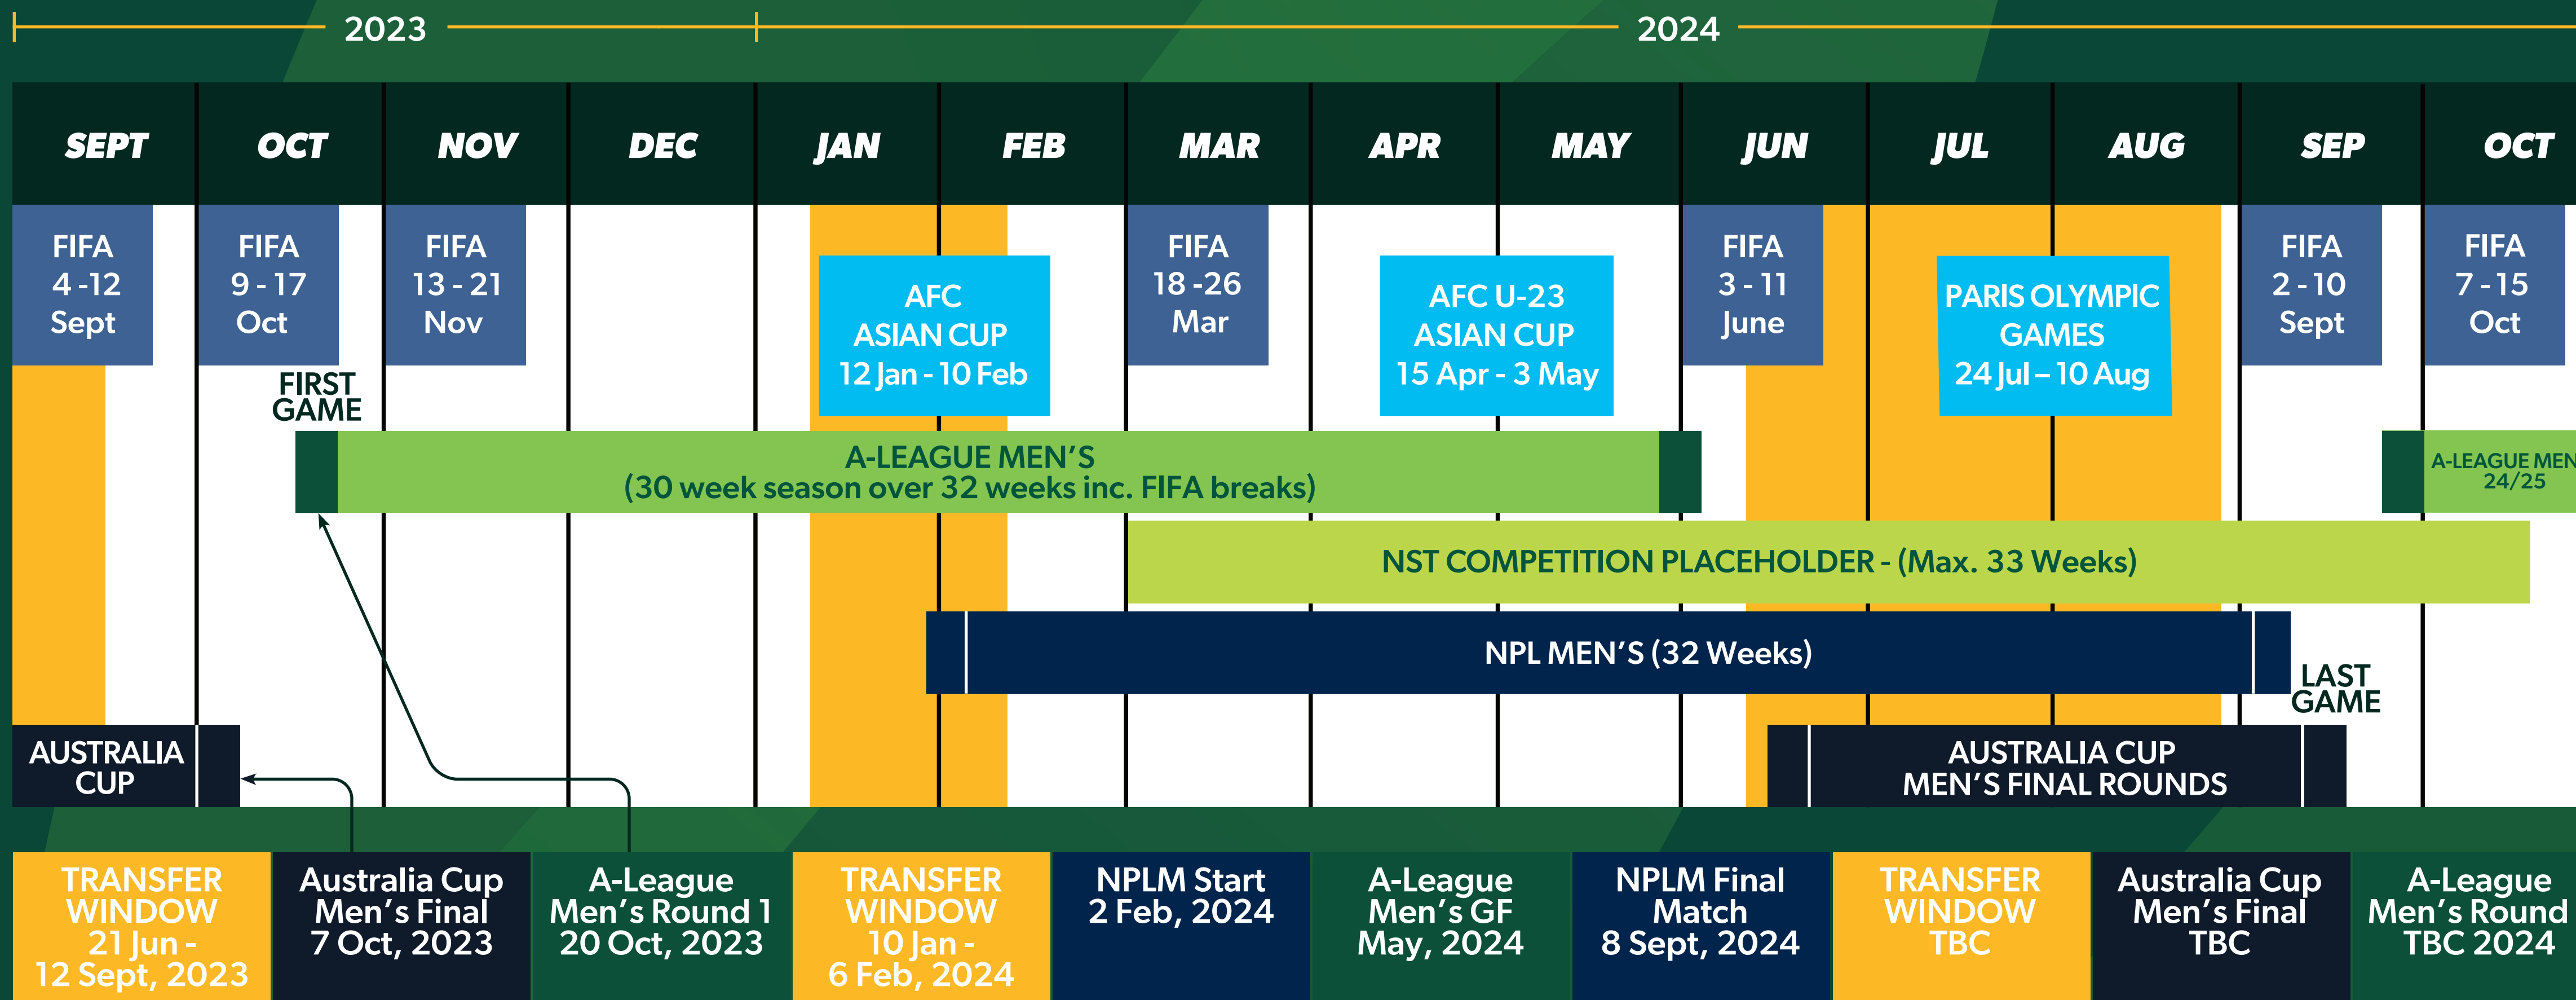 2023
2024
SEPT
OCT
NOV
DEC
JAN
FEB
MAR
APR
MAY
JUN
JUL
AUG
SEP
OCT
FIFA
4 -12
Sept
FIFA
9 - 17
Oct
FIFA
13 - 21
Nov
AFC
ASIAN CUP
12 Jan - 10 Feb
FIFA
18 -26
Mar
AFC U-23
ASIAN CUP
15 Apr - 3 May
FIFA
3 - 11
June
PARIS OLYMPIC
GAMES
24 Jul – 10 Aug
FIFA
2 - 10
Sept
FIFA
7 - 15
Oct
FIRST
GAME
A-LEAGUE MEN’S
(30 week season over 32 weeks inc. FIFA breaks)
A-LEAGUE MEN
24/25
NST COMPETITION PLACEHOLDER - (Max. 33 Weeks)
NPL MEN’S (32 Weeks)
LAST
GAME
AUSTRALIA
CUP
AUSTRALIA CUP
MEN’S FINAL ROUNDS
TRANSFER
WINDOW
21 Jun -
12 Sept, 2023
Australia Cup
Men’s Final
7 Oct, 2023
A-League
Men’s Round 1
20 Oct, 2023
TRANSFER
WINDOW
10 Jan -
6 Feb, 2024
NPLM Start
2 Feb, 2024
A-League
Men’s GF
May, 2024
NPLM Final
Match
8 Sept, 2024
TRANSFER
WINDOW
TBC
Australia Cup
Men’s Final
TBC
A-League
Men’s Round
TBC 2024